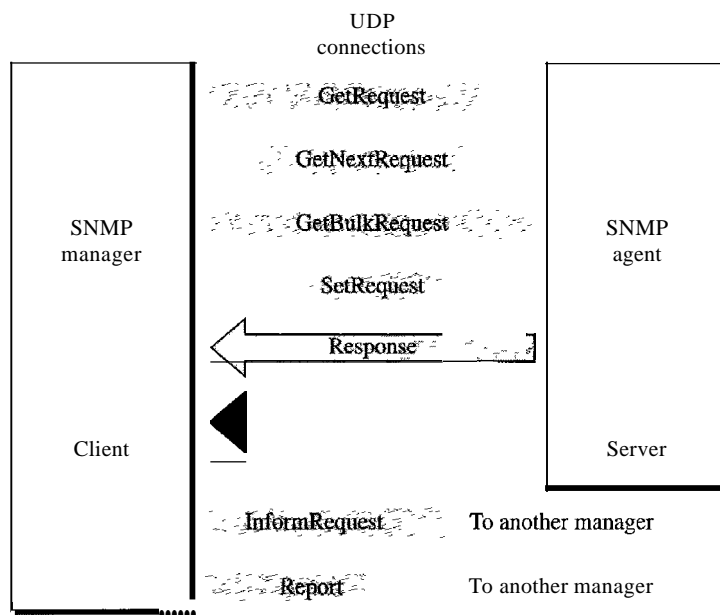 UDP
connections
GetRequest
GetNextRequest
SNMP
manager
GetBulkRequest
SNMP
agent
SetRequest
Response
Client
Server
InformRequest To another manager
Report To another manager